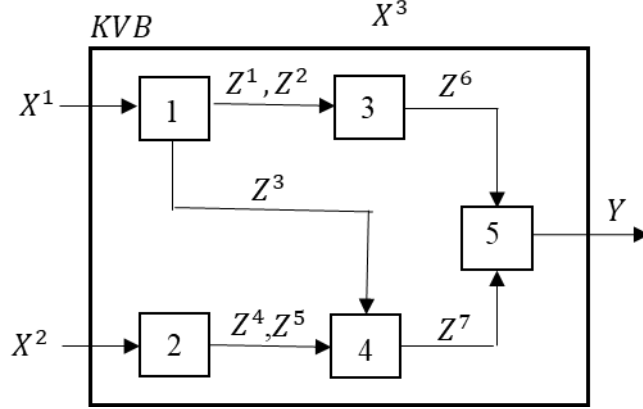 KVB X³
X¹ 1 Z¹, Z² 3 Z⁶
Z³
5 Y
X² 2 Z⁴,Z⁵ 4 Z⁷